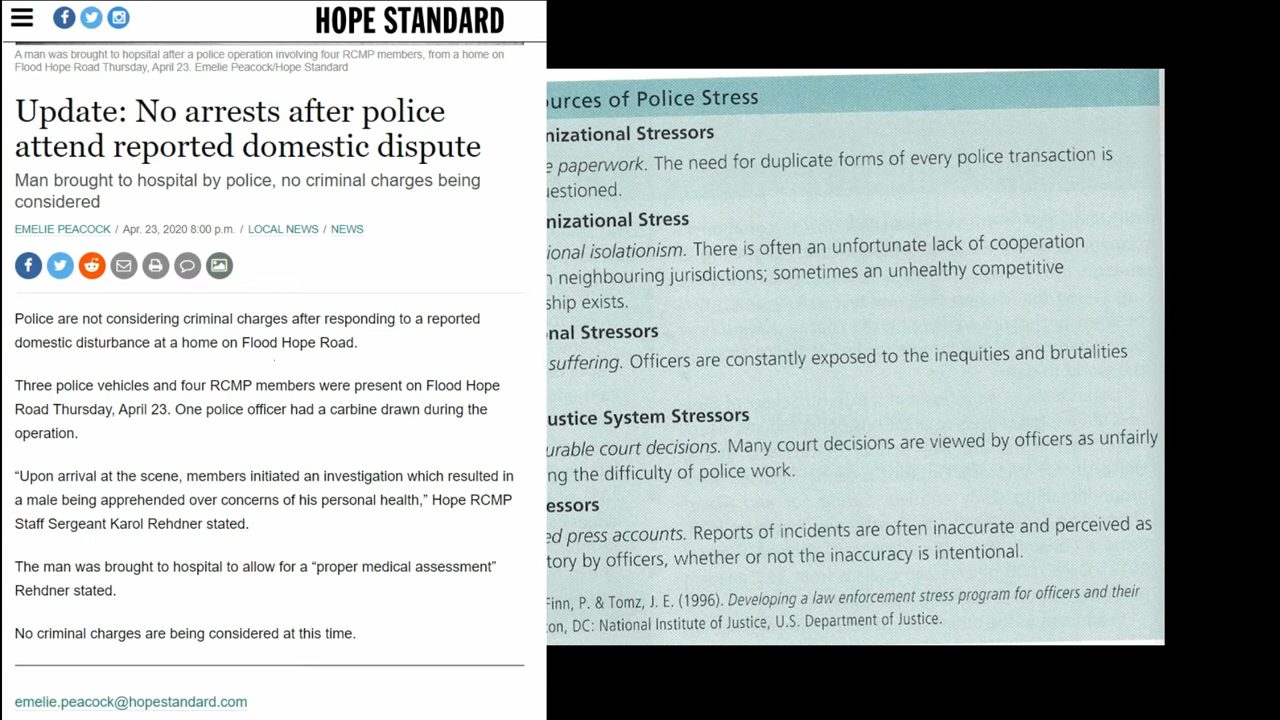 HOPE STANDARD
A man was brought to hopsital after a police operation involving four RCMP members, from a home on
Flood Hope Road Thursday, April 23. Emelie Peacock/Hope Standard
Update: No arrests after police
attend reported domestic dispute
Man brought to hospital by police, no criminal charges being
considered
EMELIE PEACOCK / Apr. 23, 2020 8:00 p.m. / LOCAL NEWS / NEWS
Police are not considering criminal charges after responding to a reported
domestic disturbance at a home on Flood Hope Road.
Three police vehicles and four RCMP members were present on Flood Hope
Road Thursday, April 23. One police officer had a carbine drawn during the
operation.
“Upon arrival at the scene, members initiated an investigation which resulted in
a male being apprehended over concerns of his personal health,” Hope RCMP
Staff Sergeant Karol Rehdner stated.
The man was brought to hospital to allow for a “proper medical assessment”
Rehdner stated.
No criminal charges are being considered at this time.
emelie.peacock@hopestandard.com
urces of Police Stress
nizational Stressors
e paperwork. The need for duplicate forms of every police transaction is
uestioned.
nizational Stress
ional isolationism. There is often an unfortunate lack of cooperation
n neighbouring jurisdictions; sometimes an unhealthy competitive
ship exists.
nal Stressors
suffering. Officers are constantly exposed to the inequities and brutalities
ustice System Stressors
urable court decisions. Many court decisions are viewed by officers as unfairly
ng the difficulty of police work.
essors
ed press accounts. Reports of incidents are often inaccurate and perceived as
tory by officers, whether or not the inaccuracy is intentional.
Finn, P. & Tomz, J. E. (1996). Developing a law enforcement stress program for officers and their
on, DC: National Institute of Justice, U.S. Department of Justice.